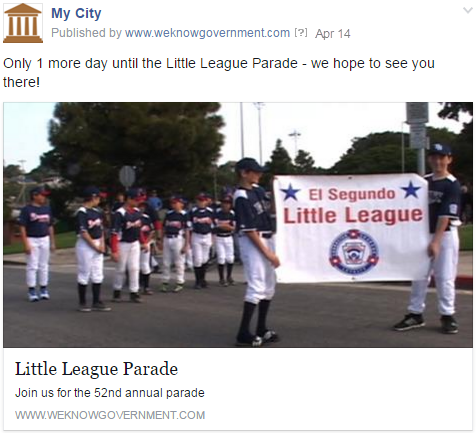 My City
Published by www.weknowgovernment.com [?] Apr 14
Only 1 more day until the Little League Parade - we hope to see you
there!
El Segundo
Little League
Little League Parade
Join us for the 52nd annual parade
WWW.WEKNOWGOVERNMENT.COM